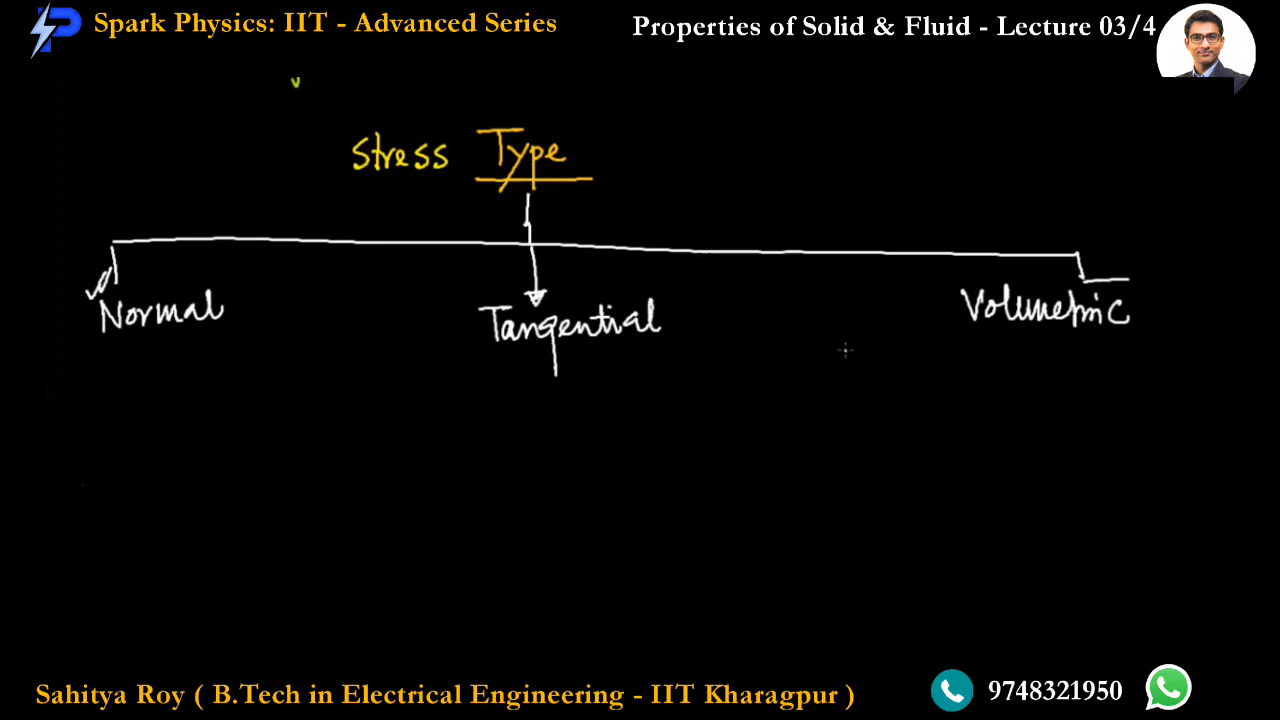 Spark Physics: IIT - Advanced Series
Properties of Solid & Fluid - Lecture 03/4
Stress Type
Normal
Tangential
Volumetric
Sahitya Roy ( B.Tech in Electrical Engineering - IIT Kharagpur )
9748321950